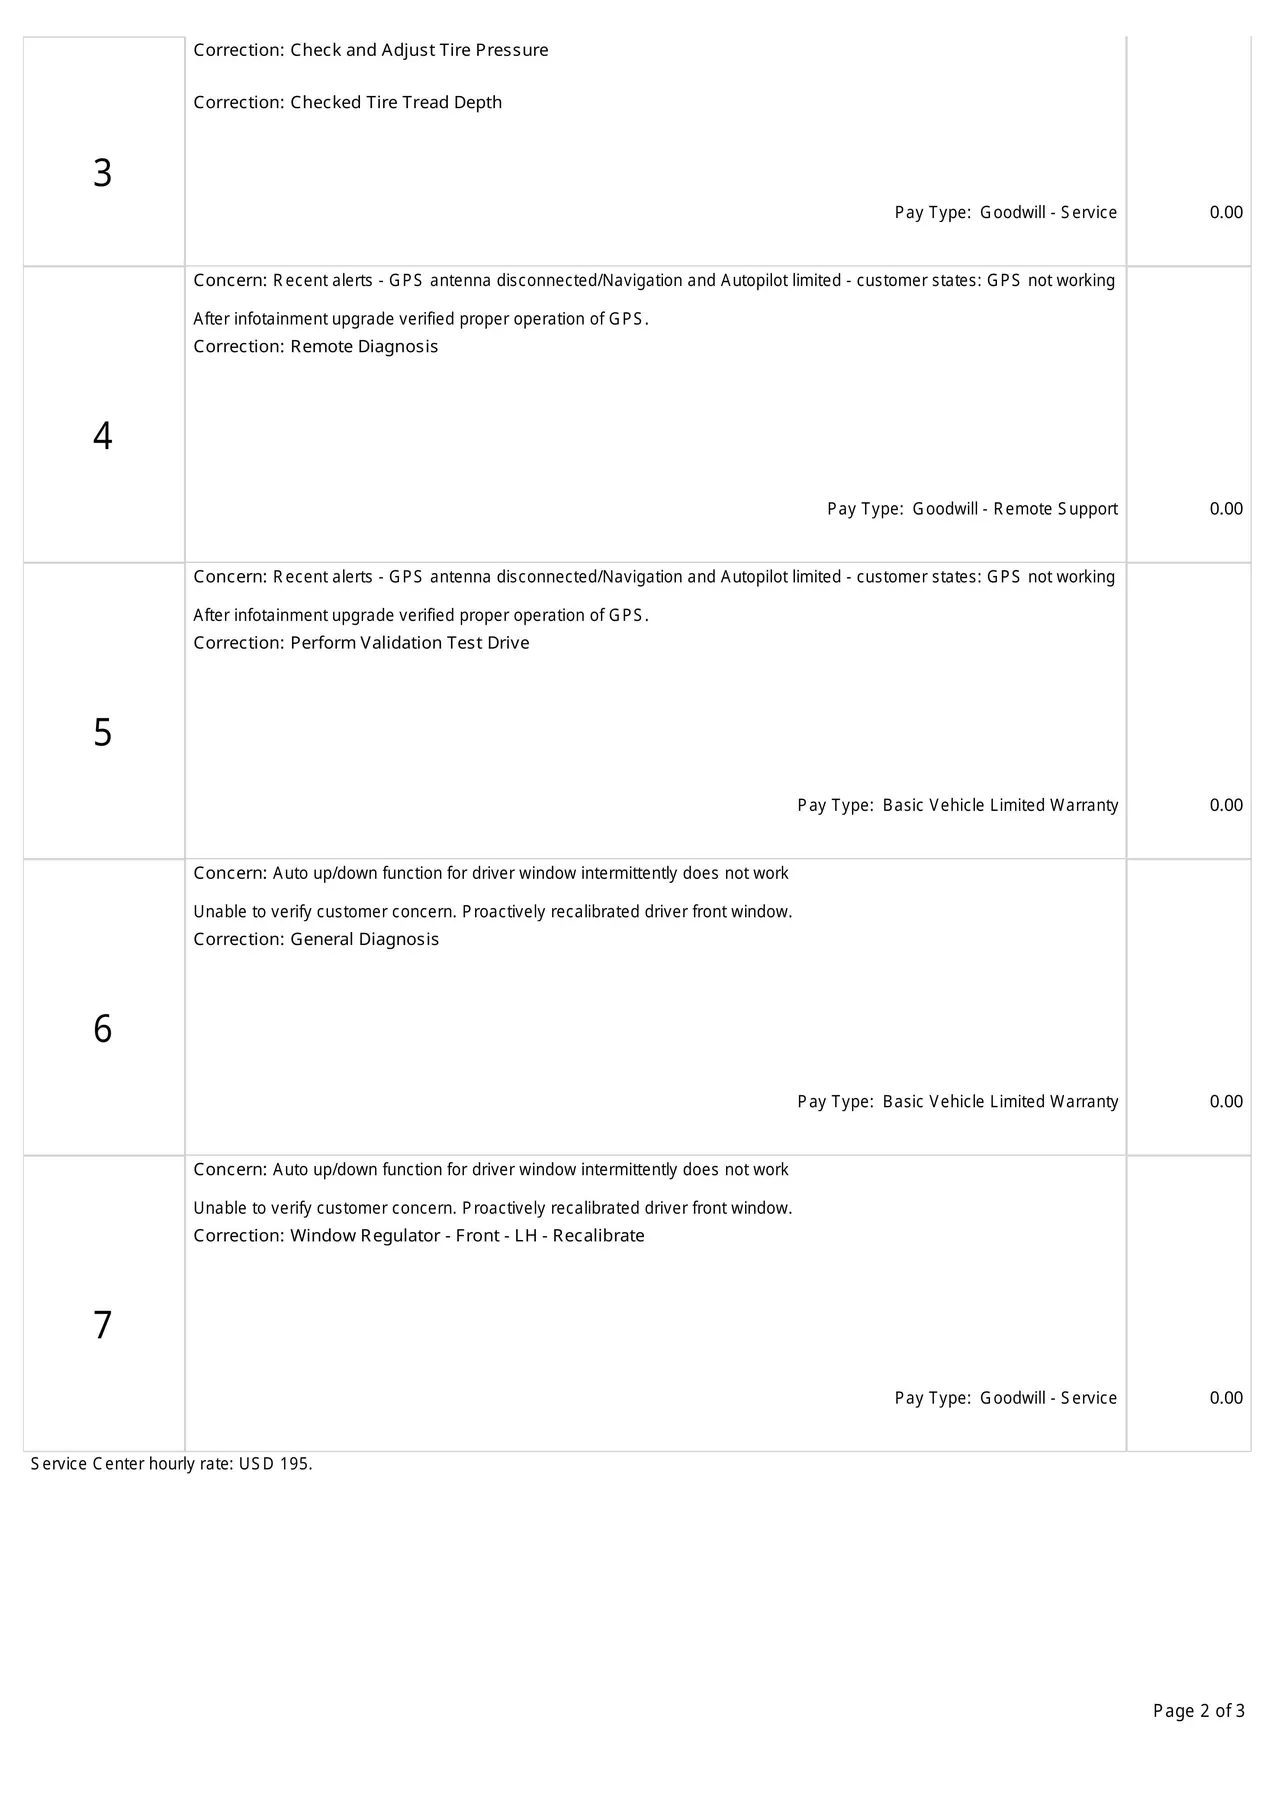 Correction: Check and Adjust Tire Pressure
Correction: Checked Tire Tread Depth
3
Pay Type: Goodwill - Service 0.00
Concern: Recent alerts - GPS antenna disconnected/Navigation and Autopilot limited - customer states: GPS not working
After infotainment upgrade verified proper operation of GPS.
Correction: Remote Diagnosis
4
Pay Type: Goodwill - Remote Support 0.00
Concern: Recent alerts - GPS antenna disconnected/Navigation and Autopilot limited - customer states: GPS not working
After infotainment upgrade verified proper operation of GPS.
Correction: Perform Validation Test Drive
5
Pay Type: Basic Vehicle Limited Warranty 0.00
Concern: Auto up/down function for driver window intermittently does not work
Unable to verify customer concern. Proactively recalibrated driver front window.
Correction: General Diagnosis
6
Pay Type: Basic Vehicle Limited Warranty 0.00
Concern: Auto up/down function for driver window intermittently does not work
Unable to verify customer concern. Proactively recalibrated driver front window.
Correction: Window Regulator - Front - LH - Recalibrate
7
Pay Type: Goodwill - Service 0.00
Service Center hourly rate: USD 195.
Page 2 of 3